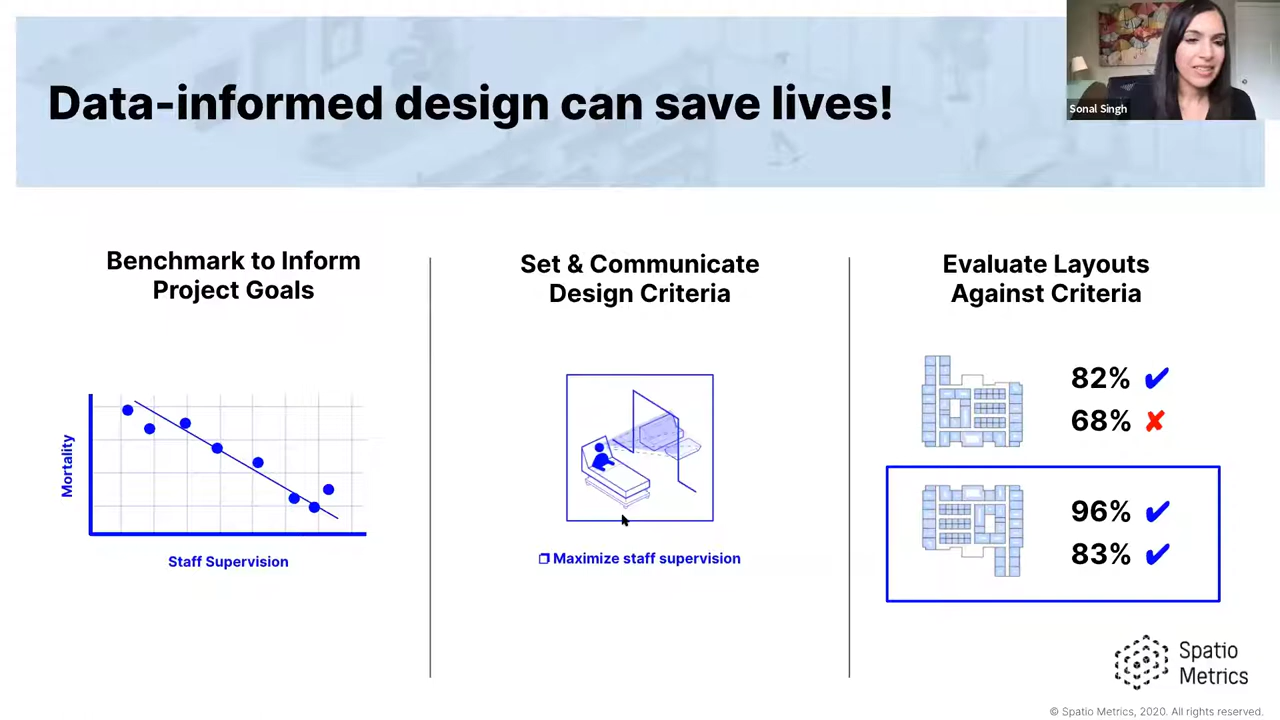 Data-informed design can save lives!
Sonal Singh
Benchmark to Inform
Project Goals
Mortality
Staff Supervision
Set & Communicate
Design Criteria
❐ Maximize staff supervision
Evaluate Layouts
Against Criteria
82% ✔
68% ✘
96% ✔
83% ✔
Spatio
Metrics
© Spatio Metrics, 2020. All rights reserved.